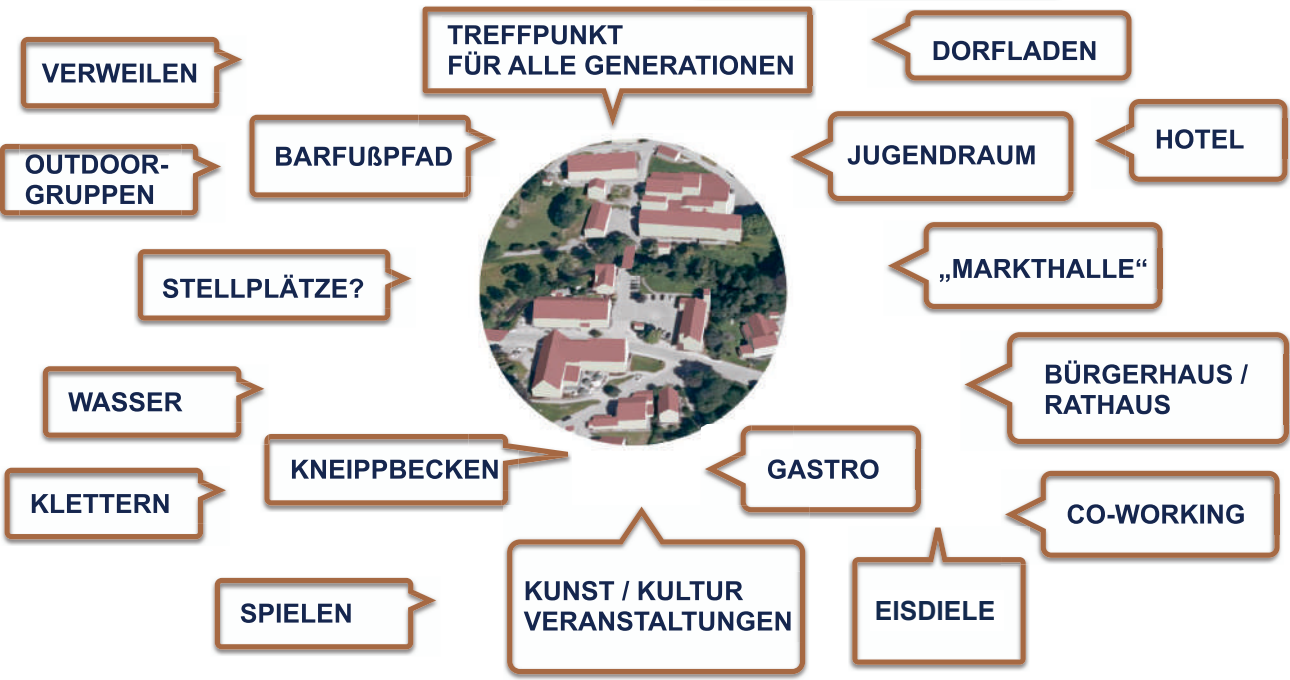 TREFFPUNKT
FÜR ALLE GENERATIONEN
DORFLADEN
VERWEILEN
HOTEL
BARFUßPFAD
JUGENDRAUM
OUTDOOR-
GRUPPEN
„MARKTHALLE“
STELLPLÄTZE?
BÜRGERHAUS /
RATHAUS
WASSER
KNEIPPBECKEN
GASTRO
KLETTERN
CO-WORKING
KUNST / KULTUR
VERANSTALTUNGEN
EISDIELE
SPIELEN